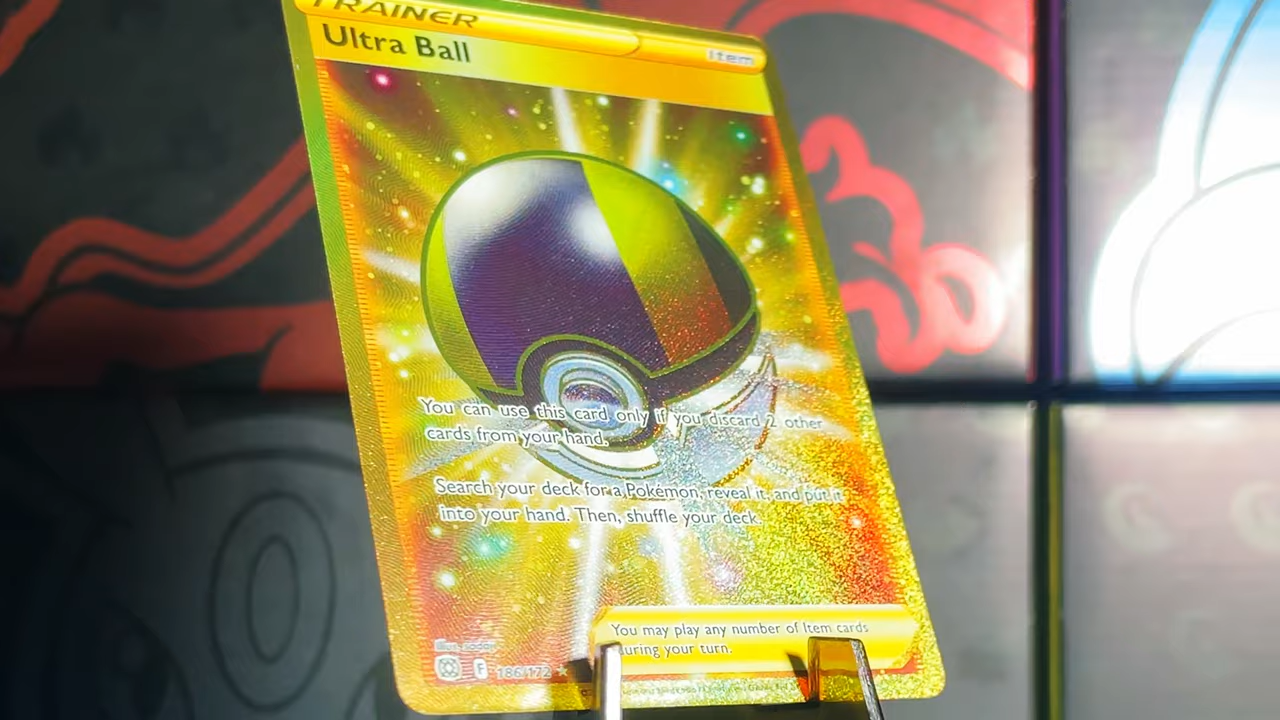 TRAINER
Ultra Ball
Item
You can use this card only if you discard 2 other
cards from your hand.
Search your deck for a Pokémon, reveal it, and put it
into your hand. Then, shuffle your deck.
You may play any number of Item cards
during your turn.
Illus. sadaji
F 186/172